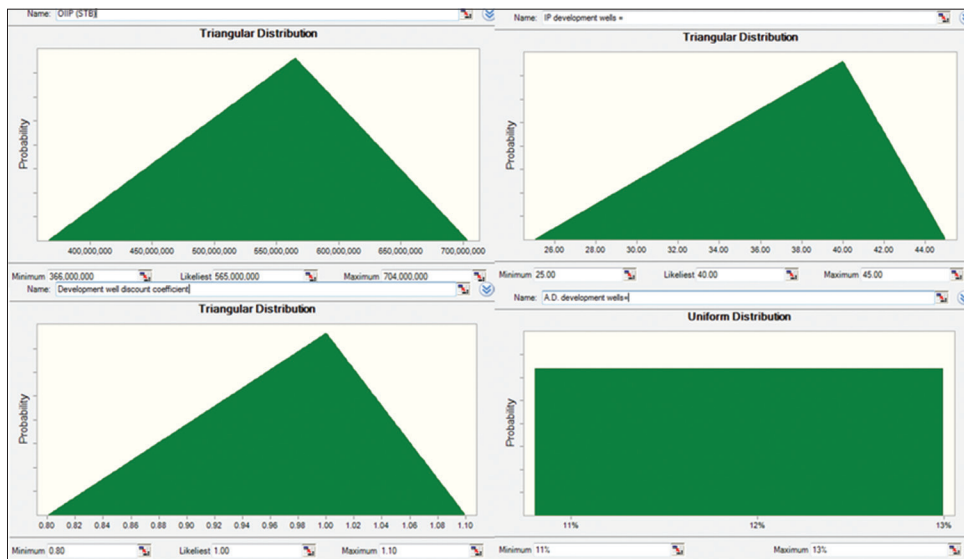 Name: OIIP (STB)
Triangular Distribution
Probability
400,000,000 450,000,000 500,000,000 550,000,000 600,000,000 650,000,000 700,000,000
Minimum 366.000.000 Likeliest 565.000.000 Maximum 704.000.000
Name: IP development wells =
Triangular Distribution
Probability
26.00 28.00 30.00 32.00 34.00 36.00 38.00 40.00 42.00 44.00
Minimum 25.00 Likeliest 40.00 Maximum 45.00
Name: Development well discount coefficient
Triangular Distribution
Probability
0.80 0.82 0.84 0.86 0.88 0.90 0.92 0.94 0.96 0.98 1.00 1.02 1.04 1.06 1.08 1.10
Minimum 0.80 Likeliest 1.00 Maximum 1.10
Name: A.D. development wells=
Uniform Distribution
Probability
11% 12% 13%
Minimum 11% Maximum 13%